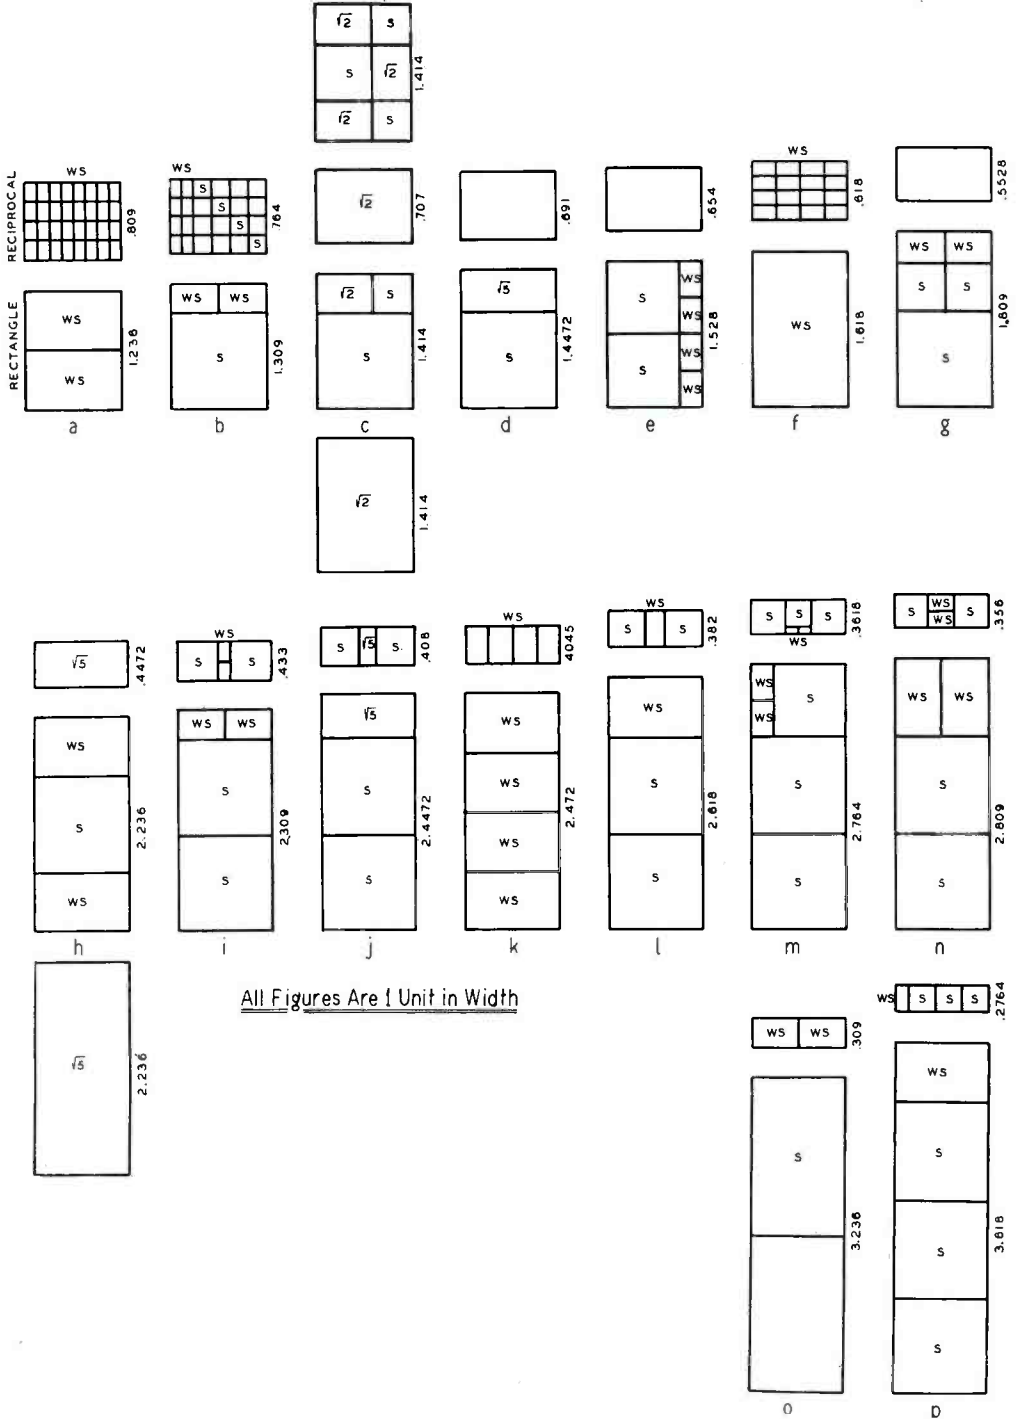 √2 S
S √2
√2 S
1.414
RECIPROCAL
WS
.809
WS
S
S
S
S
.764
√2
.707
.691
.654
WS
.618
.5528
RECTANGLE
WS
WS
1.236
a
WS WS
S
1.309
b
√2 S
S
1.414
c
√5
S
1.4472
d
S
S
WS
WS
WS
WS
1.528
e
WS
1.618
f
WS WS
S S
S
1.809
g
√2
1.414
√5
.4472
WS
S S
.433
S √5 S.
.408
WS
.4045
WS
S S
.382
S S S
WS
.3618
S WS S
WS
.356
WS
S
WS
2.236
h
WS WS
S
S
2.309
i
√5
S
S
2.4472
j
WS
WS
WS
WS
2.472
k
WS
S
S
2.618
l
WS
WS
S
S
S
2.764
m
WS WS
S
S
2.809
n
√5
2.236
All Figures Are 1 Unit in Width
WS WS
.309
S
3.236
o
WS S S S
.2764
WS
S
S
S
3.618
p